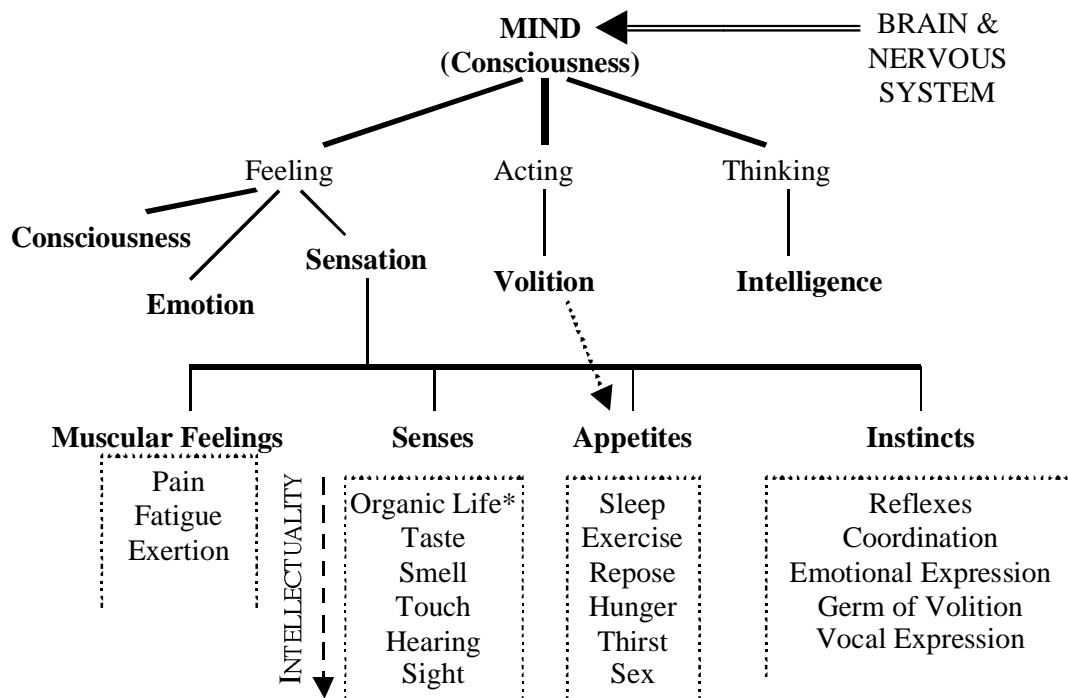 MIND
(Consciousness)
BRAIN &
NERVOUS
SYSTEM
Feeling
Acting
Thinking
Consciousness
Emotion
Sensation
Volition
Intelligence
Muscular Feelings
Senses
Appetites
Instincts
Pain
Fatigue
Exertion
INTELLECTUALITY
Organic Life*
Taste
Smell
Touch
Hearing
Sight
Sleep
Exercise
Repose
Hunger
Thirst
Sex
Reflexes
Coordination
Emotional Expression
Germ of Volition
Vocal Expression